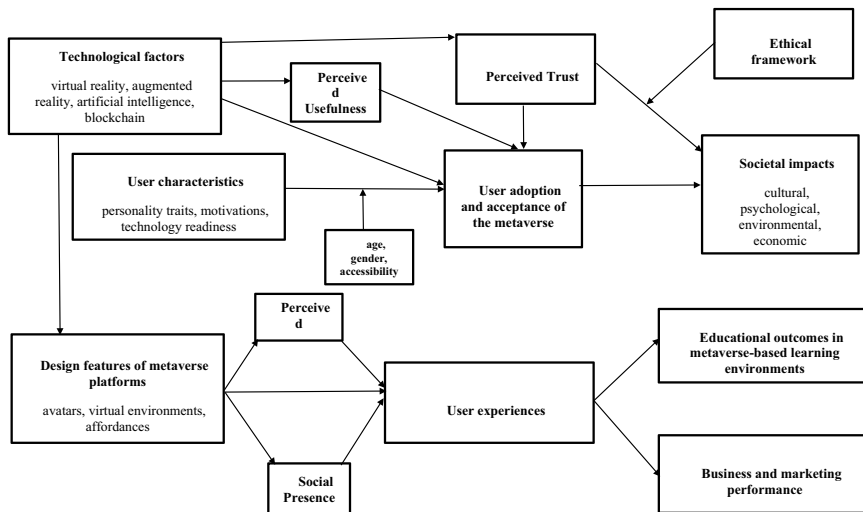 Technological factors
virtual reality, augmented
reality, artificial intelligence,
blockchain
Perceive
d
Usefulness
Perceived Trust
Ethical
framework
User characteristics
personality traits, motivations,
technology readiness
age,
gender,
accessibility
User adoption
and acceptance of
the metaverse
Societal impacts
cultural,
psychological,
environmental,
economic
Perceive
d
Design features of metaverse
platforms
avatars, virtual environments,
affordances
Social
Presence
User experiences
Educational outcomes in
metaverse-based learning
environments
Business and marketing
performance